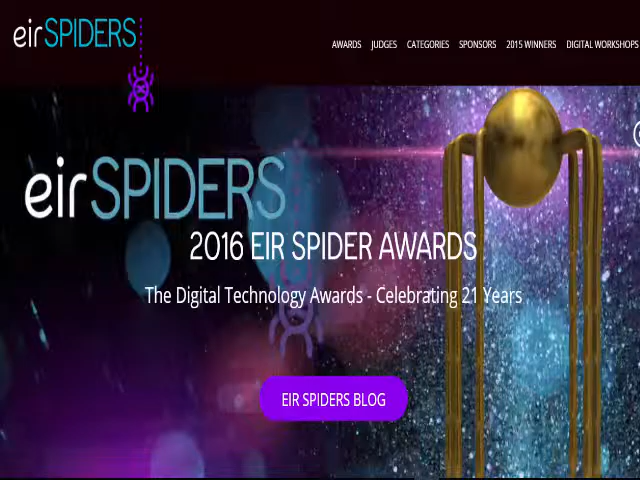 eirSPIDERS
AWARDS JUDGES CATEGORIES SPONSORS 2015 WINNERS DIGITAL WORKSHOPS
eirSPIDERS
2016 EIR SPIDER AWARDS
The Digital Technology Awards - Celebrating 21 Years
EIR SPIDERS BLOG